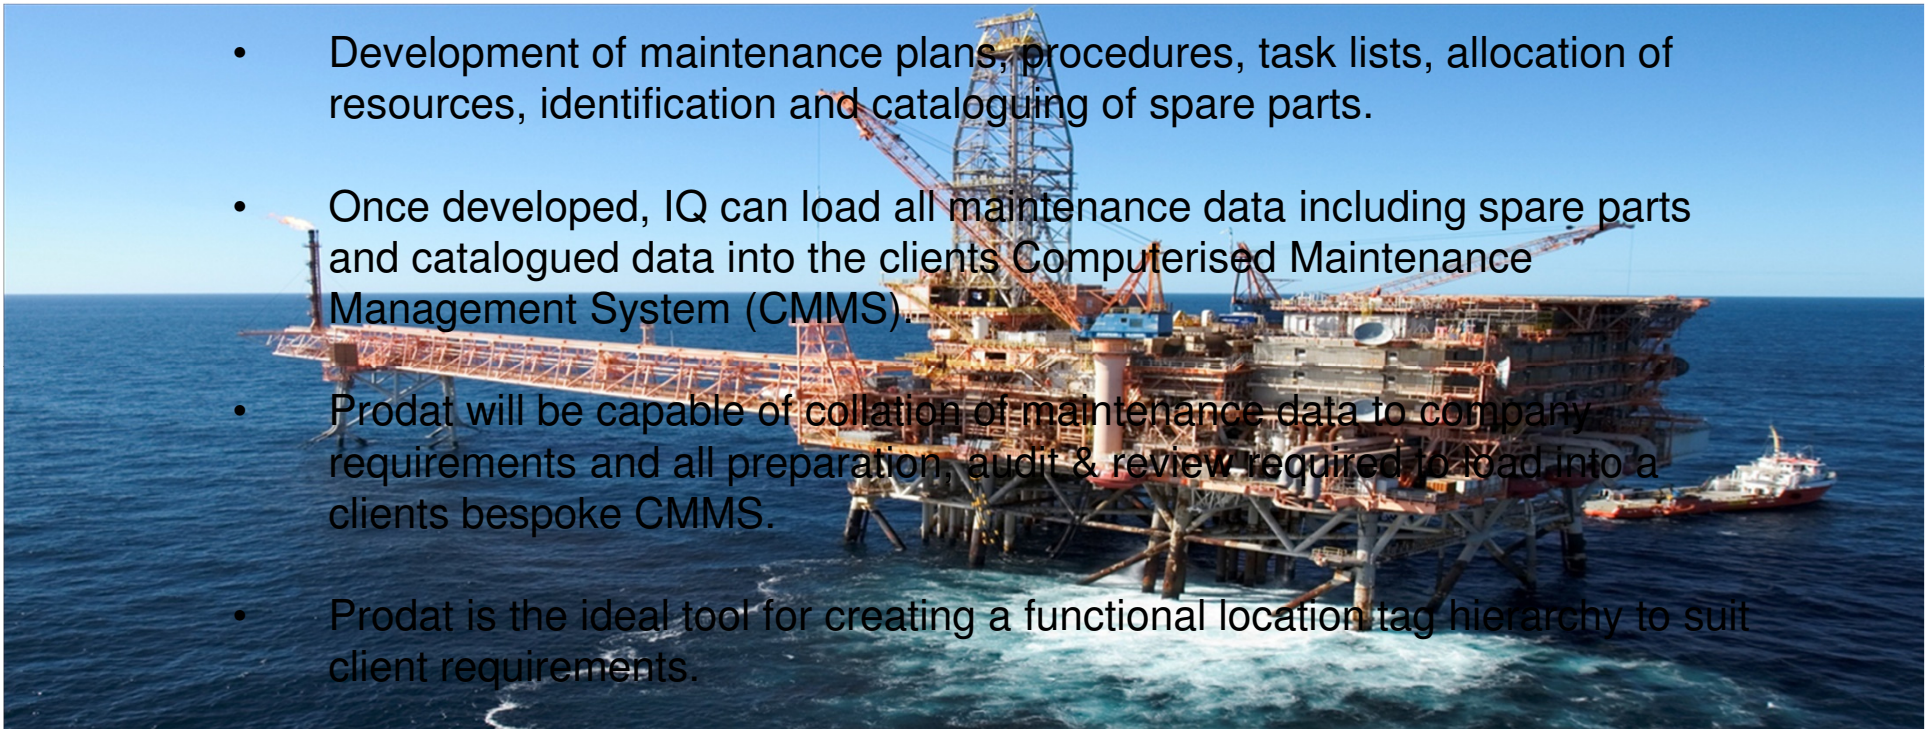 • Development of maintenance plans, procedures, task lists, allocation of
resources, identification and cataloguing of spare parts.
• Once developed, IQ can load all maintenance data including spare parts
and catalogued data into the clients Computerised Maintenance
Management System (CMMS).
• Prodat will be capable of collation of maintenance data to company
requirements and all preparation, audit & review required to load into a
clients bespoke CMMS.
• Prodat is the ideal tool for creating a functional location tag hierarchy to suit
client requirements.